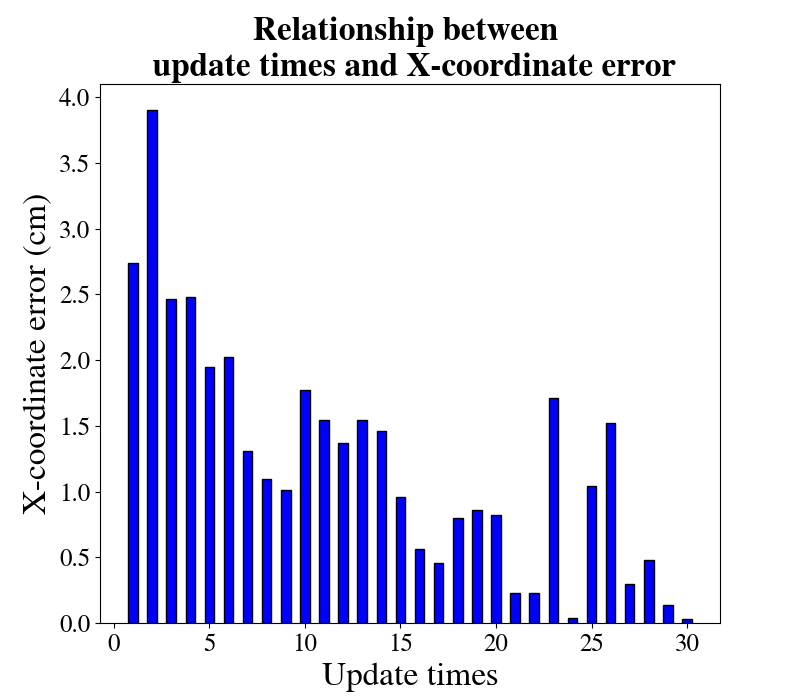 Relationship between
update times and X-coordinate error
X-coordinate error (cm)
4.0
3.5
3.0
2.5
2.0
1.5
1.0
0.5
0.0
0 5 10 15 20 25 30
Update times